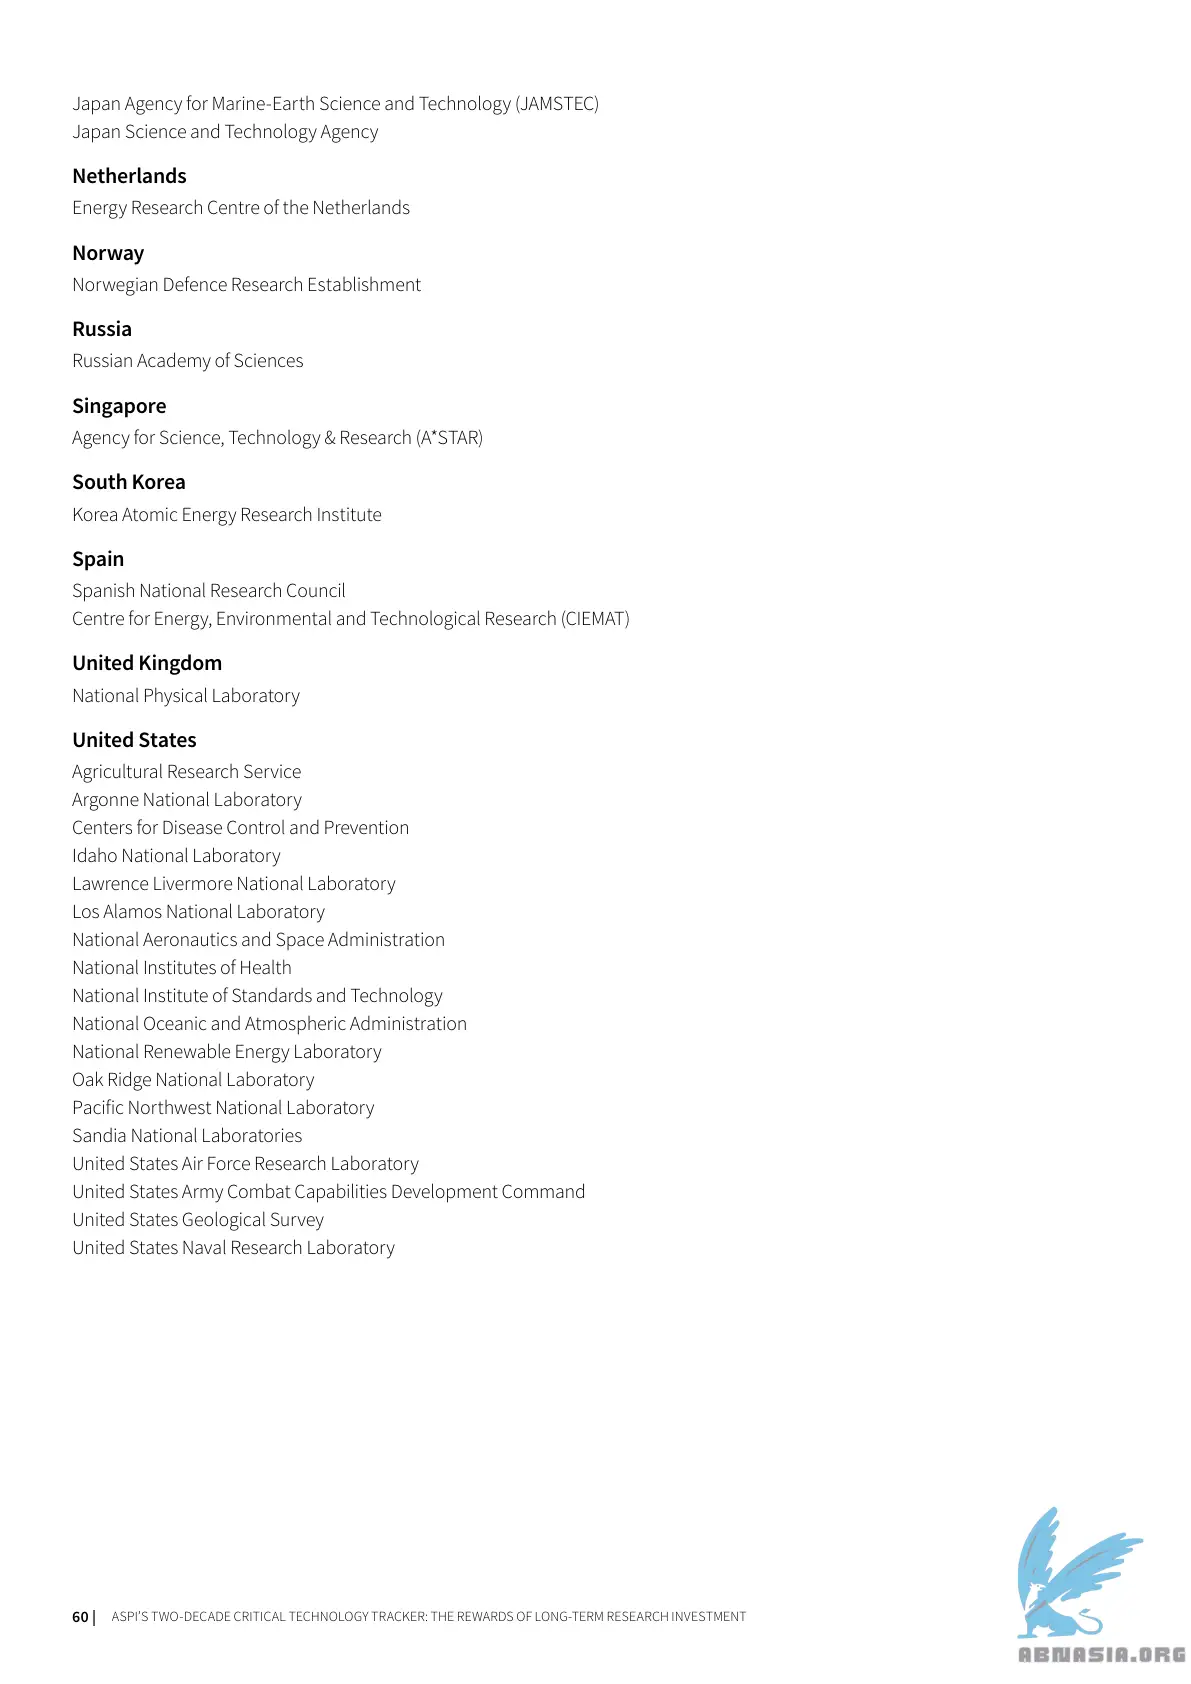 Japan Agency for Marine-Earth Science and Technology (JAMSTEC)
Japan Science and Technology Agency
Netherlands
Energy Research Centre of the Netherlands
Norway
Norwegian Defence Research Establishment
Russia
Russian Academy of Sciences
Singapore
Agency for Science, Technology & Research (A*STAR)
South Korea
Korea Atomic Energy Research Institute
Spain
Spanish National Research Council
Centre for Energy, Environmental and Technological Research (CIEMAT)
United Kingdom
National Physical Laboratory
United States
Agricultural Research Service
Argonne National Laboratory
Centers for Disease Control and Prevention
Idaho National Laboratory
Lawrence Livermore National Laboratory
Los Alamos National Laboratory
National Aeronautics and Space Administration
National Institutes of Health
National Institute of Standards and Technology
National Oceanic and Atmospheric Administration
National Renewable Energy Laboratory
Oak Ridge National Laboratory
Pacific Northwest National Laboratory
Sandia National Laboratories
United States Air Force Research Laboratory
United States Army Combat Capabilities Development Command
United States Geological Survey
United States Naval Research Laboratory
60 | ASPI'S TWO-DECADE CRITICAL TECHNOLOGY TRACKER: THE REWARDS OF LONG-TERM RESEARCH INVESTMENT
ABNASIA.ORG